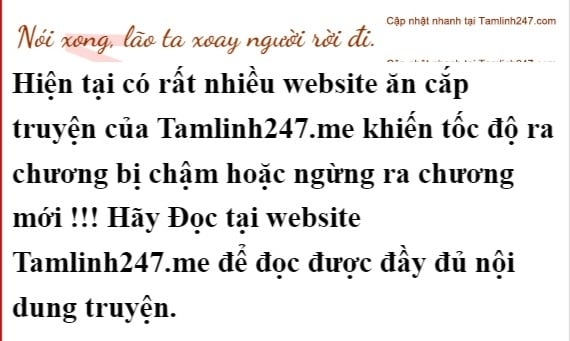 Cập nhật nhanh tại Tamlinh247.com
Nói xong, lão ta xoay người rời đi.
Hiện tại có rất nhiều website ăn cắp
truyện của Tamlinh247.me khiến tốc độ ra
chương bị chậm hoặc ngừng ra chương
mới !!! Hãy Đọc tại website
Tamlinh247.me để đọc được đầy đủ nội
dung truyện.